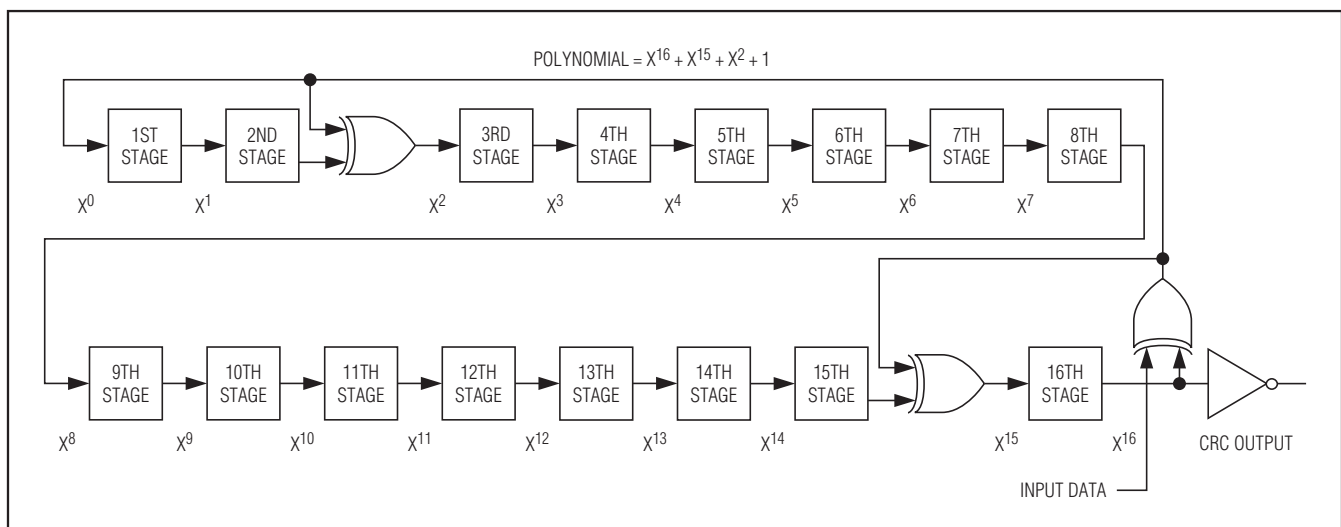 POLYNOMIAL = X¹⁶ + X¹⁵ + X² + 1
1ST
STAGE
2ND
STAGE
3RD
STAGE
4TH
STAGE
5TH
STAGE
6TH
STAGE
7TH
STAGE
8TH
STAGE
X⁰
X¹
X²
X³
X⁴
X⁵
X⁶
X⁷
9TH
STAGE
10TH
STAGE
11TH
STAGE
12TH
STAGE
13TH
STAGE
14TH
STAGE
15TH
STAGE
16TH
STAGE
X⁸
X⁹
X¹⁰
X¹¹
X¹²
X¹³
X¹⁴
X¹⁵
X¹⁶
CRC OUTPUT
INPUT DATA